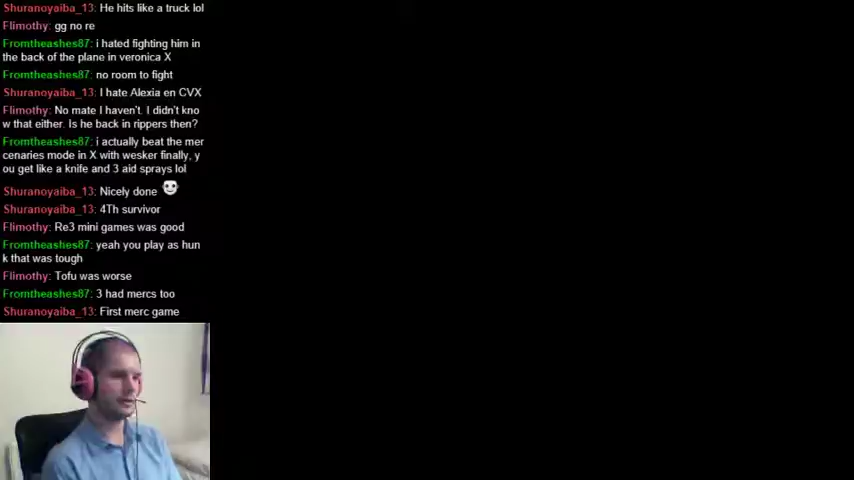 Shuranoyaiba_13: He hits like a truck lol
Flimothy: gg no re
Fromtheashes87: i hated fighting him in
the back of the plane in veronica X
Fromtheashes87: no room to fight
Shuranoyaiba_13: I hate Alexia en CVX
Flimothy: No mate I haven't. I didn't kno
w that either. Is he back in rippers then?
Fromtheashes87: i actually beat the mer
cenaries mode in X with wesker finally, y
ou get like a knife and 3 aid sprays lol
Shuranoyaiba_13: Nicely done
Shuranoyaiba_13: 4Th survivor
Flimothy: Re3 mini games was good
Fromtheashes87: yeah you play as hun
k that was tough
Flimothy: Tofu was worse
Fromtheashes87: 3 had mercs too
Shuranoyaiba_13: First merc game